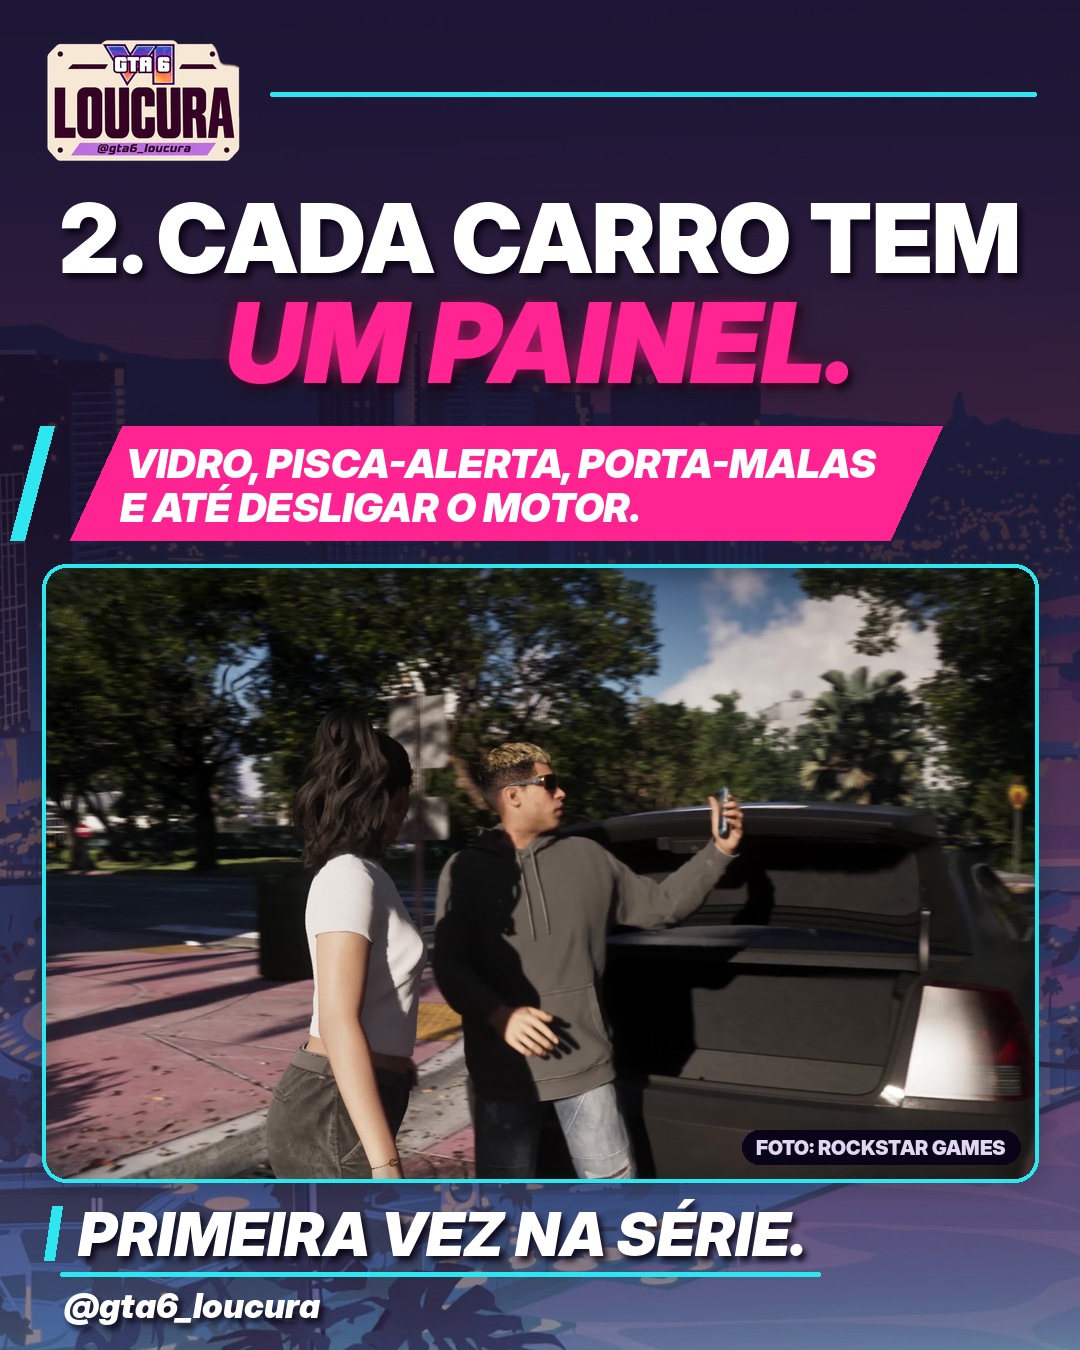 GTA 6
LOUCURA
@gta6_loucura
2. CADA CARRO TEM
UM PAINEL.
VIDRO, PISCA-ALERTA, PORTA-MALAS
E ATÉ DESLIGAR O MOTOR.
FOTO: ROCKSTAR GAMES
PRIMEIRA VEZ NA SÉRIE.
@gta6_loucura